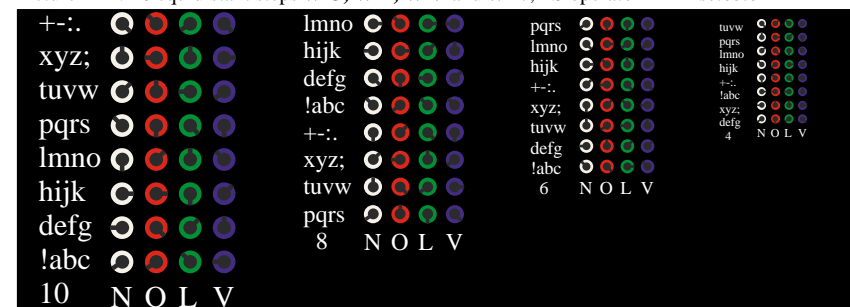 +-:.
xyz;
tuvw
pqrs
lmno
hijk
defg
!abc
10 N O L V
lmno
hijk
defg
!abc
+-:.
xyz;
tuvw
pqrs
8 N O L V
pqrs
lmno
hijk
+-:.
xyz;
tuvw
defg
!abc
6 N O L V
tuvw
pqrs
lmno
hijk
+-:.
!abc
xyz;
defg
4 N O L V